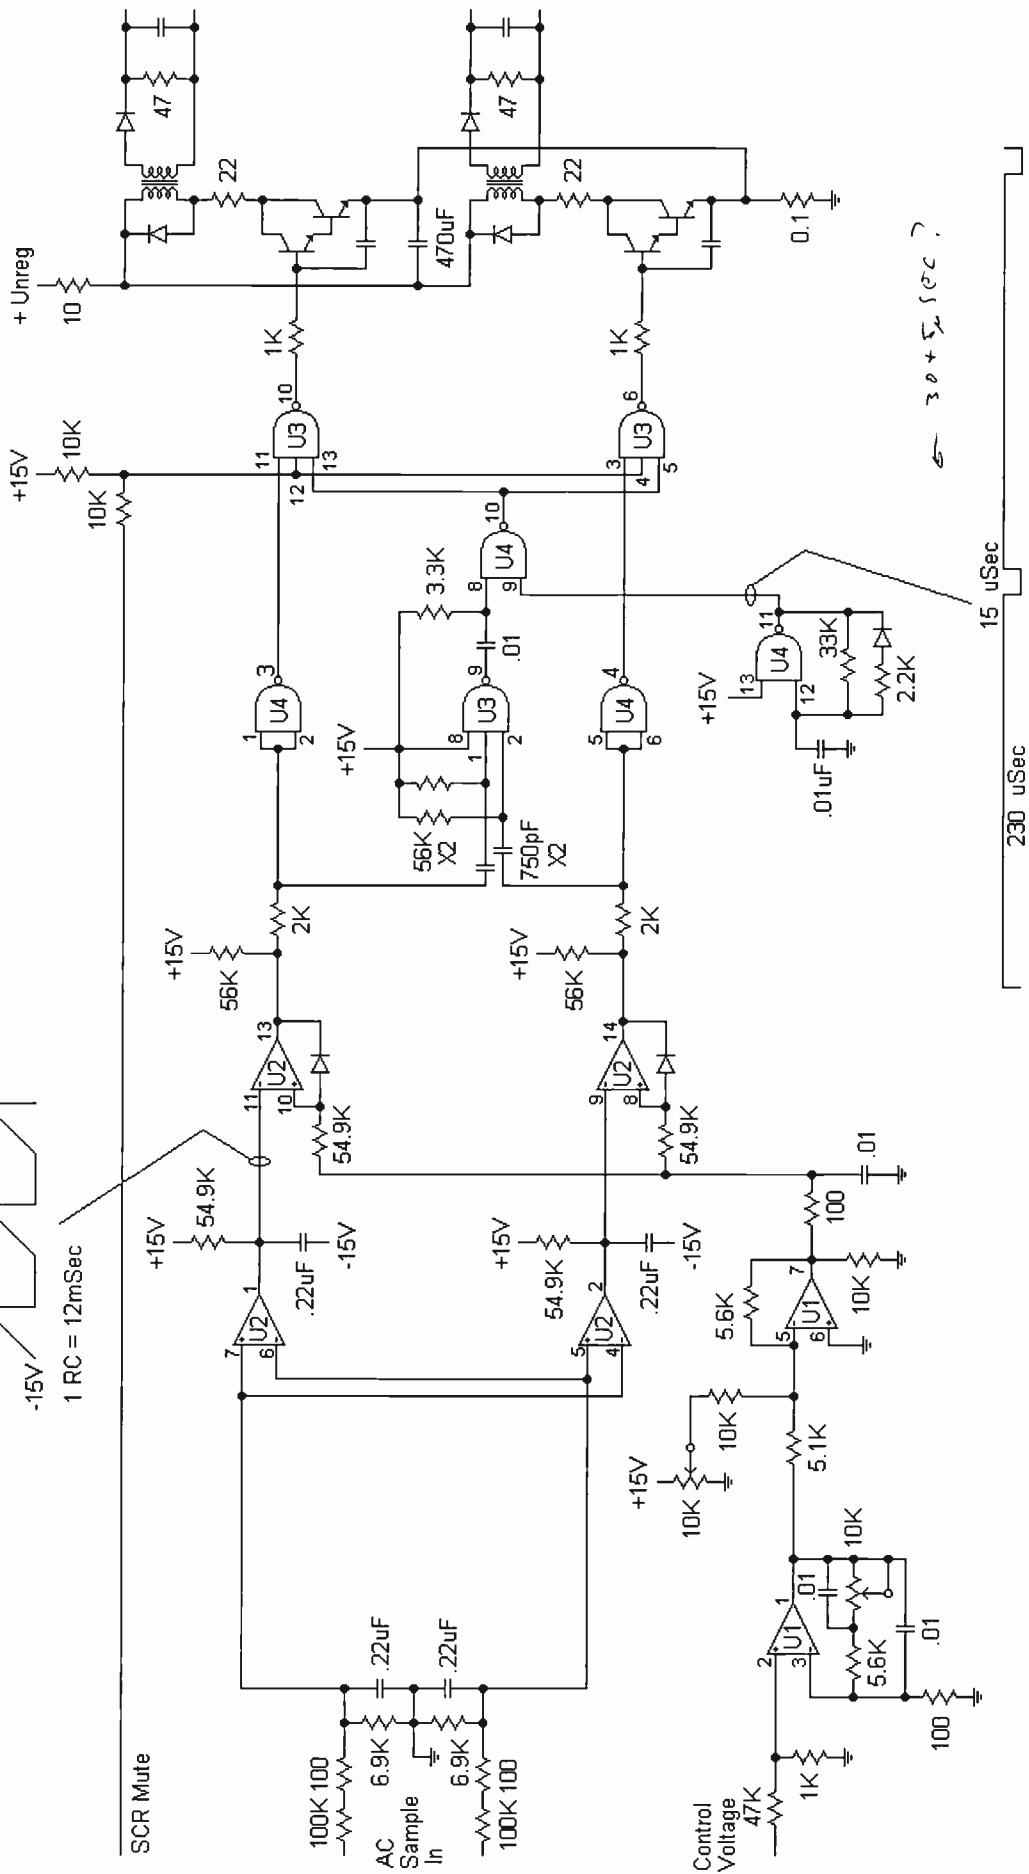 -15V
1 RC = 12mSec
SCR Mute
+15V
10K
10K
+ Unreg
10
22
47
470uF
22
47
0.1
1K
1K
11
12
13
U3
10
3
4
5
U3
6
1
2
U4
3
5
6
U4
4
+15V
8
1
2
U3
9
.01
3.3K
8
9
U4
10
56K
X2
750pF
X2
+15V
13
12
U4
11
33K
2.2K
.01uF
15 uSec
230 uSec
+15V
56K
2K
+15V
56K
2K
11
10
U2
13
54.9K
9
8
U2
14
54.9K
+15V
54.9K
.22uF
-15V
7
6
U2
1
+15V
54.9K
.22uF
-15V
5
4
U2
2
100K 100
6.9K
.22uF
AC
Sample
In
6.9K
.22uF
100K 100
+15V
10K
10K
5.1K
5.6K
5
6
U1
7
10K
100
.01
Control
Voltage
47K
1K
2
3
U1
1
.01
10K
5.6K
.01
100